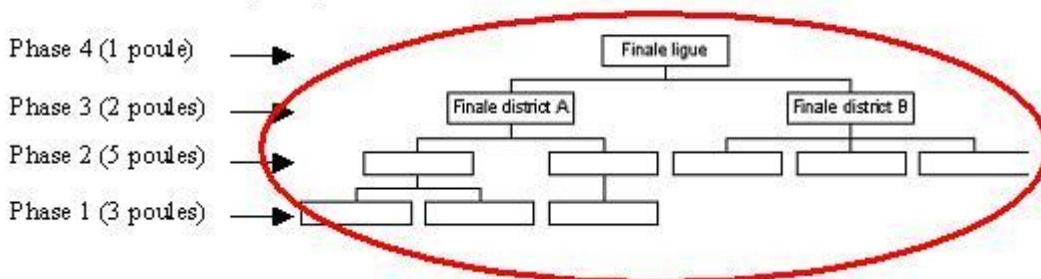 Phase 4 (1 poule)
Finale ligue
Phase 3 (2 poules)
Finale district A
Finale district B
Phase 2 (5 poules)
Phase 1 (3 poules)